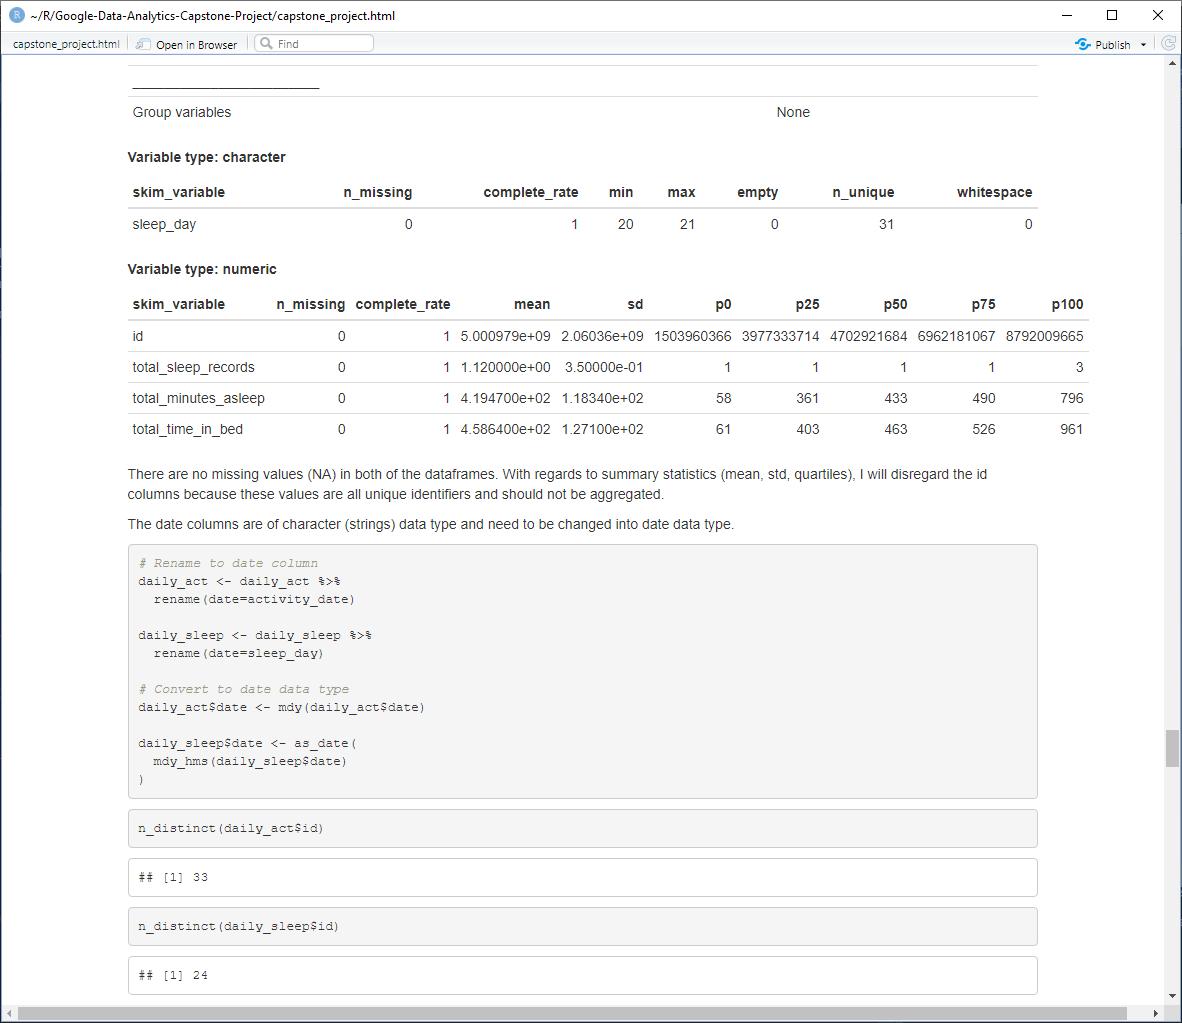 ~/R/Google-Data-Analytics-Capstone-Project/capstone_project.html
capstone_project.html Open in Browser Find Publish
________________________
Group variables None
Variable type: character
skim_variable n_missing complete_rate min max empty n_unique whitespace
sleep_day 0 1 20 21 0 31 0
Variable type: numeric
skim_variable n_missing complete_rate mean sd p0 p25 p50 p75 p100
id 0 1 5.000979e+09 2.06036e+09 1503960366 3977333714 4702921684 6962181067 8792009665
total_sleep_records 0 1 1.120000e+00 3.50000e-01 1 1 1 1 3
total_minutes_asleep 0 1 4.194700e+02 1.18340e+02 58 361 433 490 796
total_time_in_bed 0 1 4.586400e+02 1.27100e+02 61 403 463 526 961
There are no missing values (NA) in both of the dataframes. With regards to summary statistics (mean, std, quartiles), I will disregard the id
columns because these values are all unique identifiers and should not be aggregated.
The date columns are of character (strings) data type and need to be changed into date data type.
# Rename to date column
daily_act <- daily_act %>%
  rename(date=activity_date)
daily_sleep <- daily_sleep %>%
  rename(date=sleep_day)
# Convert to date data type
daily_act$date <- mdy(daily_act$date)
daily_sleep$date <- as_date(
  mdy_hms(daily_sleep$date)
)
n_distinct(daily_act$id)
## [1] 33
n_distinct(daily_sleep$id)
## [1] 24